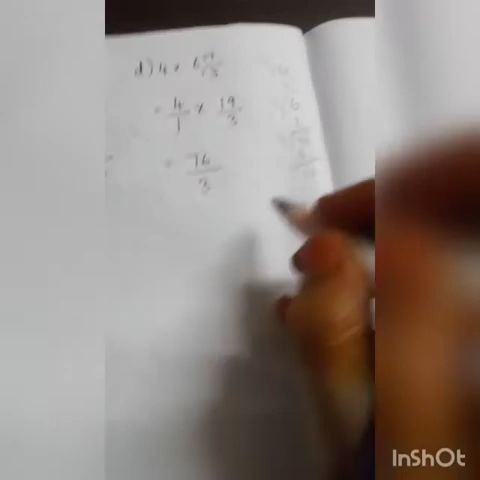 d) 4 × 6 1/3
= 4/1 × 19/3
= 76/3
InShOt